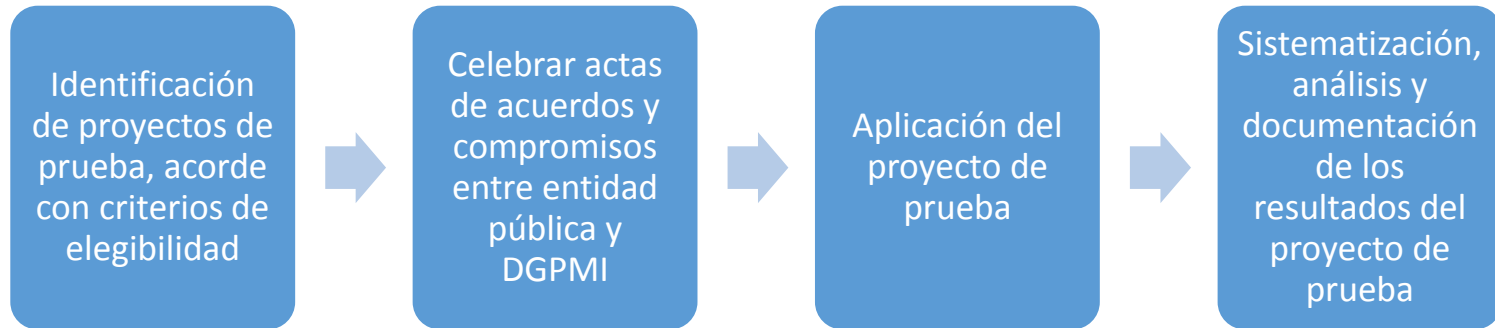 Identificación
de proyectos de
prueba, acorde
con criterios de
elegibilidad
Celebrar actas
de acuerdos y
compromisos
entre entidad
pública y
DGPMI
Aplicación del
proyecto de
prueba
Sistematización,
análisis y
documentación
de los
resultados del
proyecto de
prueba